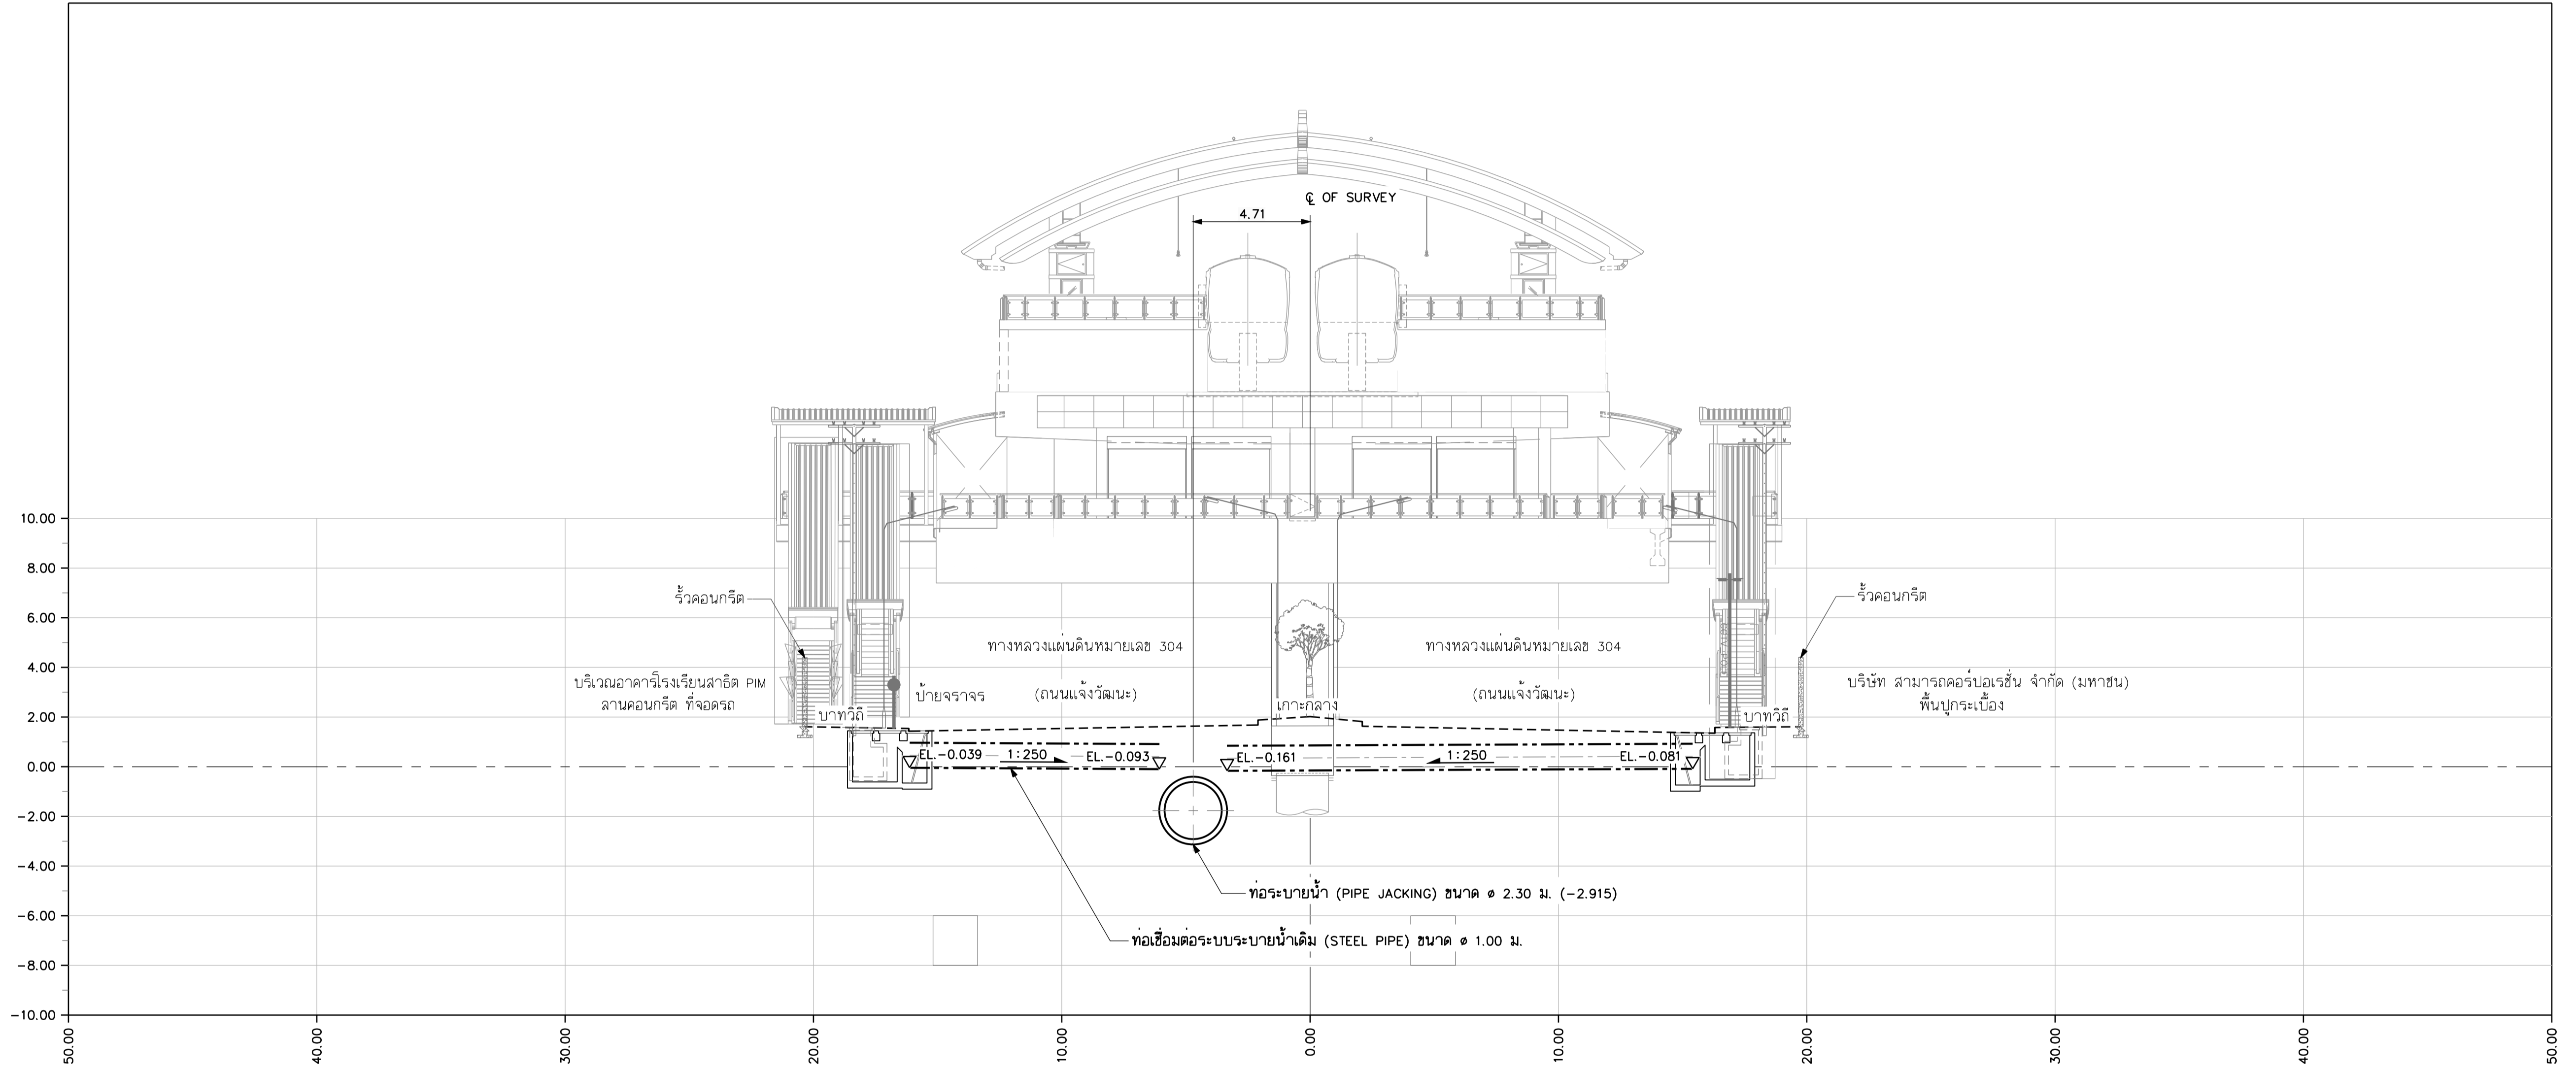 ℄ OF SURVEY
4.71
10.00
8.00
6.00
4.00
2.00
0.00
-2.00
-4.00
-6.00
-8.00
-10.00
รั้วคอนกรีต
รั้วคอนกรีต
ทางหลวงแผ่นดินหมายเลข 304
(ถนนแจ้งวัฒนะ)
ทางหลวงแผ่นดินหมายเลข 304
(ถนนแจ้งวัฒนะ)
บริเวณอาคารโรงเรียนสาธิต PIM
ลานคอนกรีต ที่จอดรถ
ป้ายจราจร
บาทวิถี
เกาะกลาง
บาทวิถี
บริษัท สามารถคอร์ปอเรชั่น จำกัด (มหาชน)
พื้นปูกระเบื้อง
EL.-0.039
1:250
EL.-0.093
EL.-0.161
1:250
EL.-0.081
ท่อระบายน้ำ (PIPE JACKING) ขนาด ø 2.30 ม. (-2.915)
ท่อเชื่อมต่อระบบระบายน้ำเดิม (STEEL PIPE) ขนาด ø 1.00 ม.
50.00
40.00
30.00
20.00
10.00
0.00
10.00
20.00
30.00
40.00
50.00